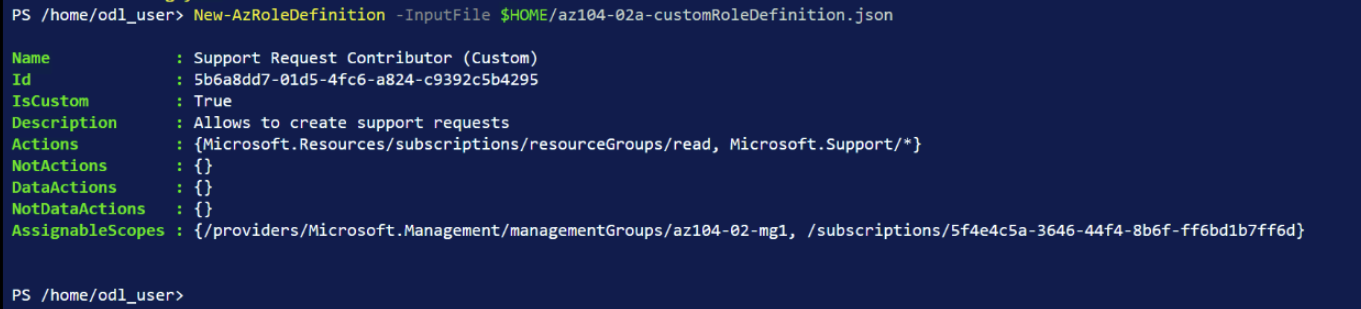 PS /home/odl_user> New-AzRoleDefinition -InputFile $HOME/az104-02a-customRoleDefinition.json
Name : Support Request Contributor (Custom)
Id : 5b6a8dd7-01d5-4fc6-a824-c9392c5b4295
IsCustom : True
Description : Allows to create support requests
Actions : {Microsoft.Resources/subscriptions/resourceGroups/read, Microsoft.Support/*}
NotActions : {}
DataActions : {}
NotDataActions : {}
AssignableScopes : {/providers/Microsoft.Management/managementGroups/az104-02-mg1, /subscriptions/5f4e4c5a-3646-44f4-8b6f-ff6bd1b7ff6d}
PS /home/odl_user>